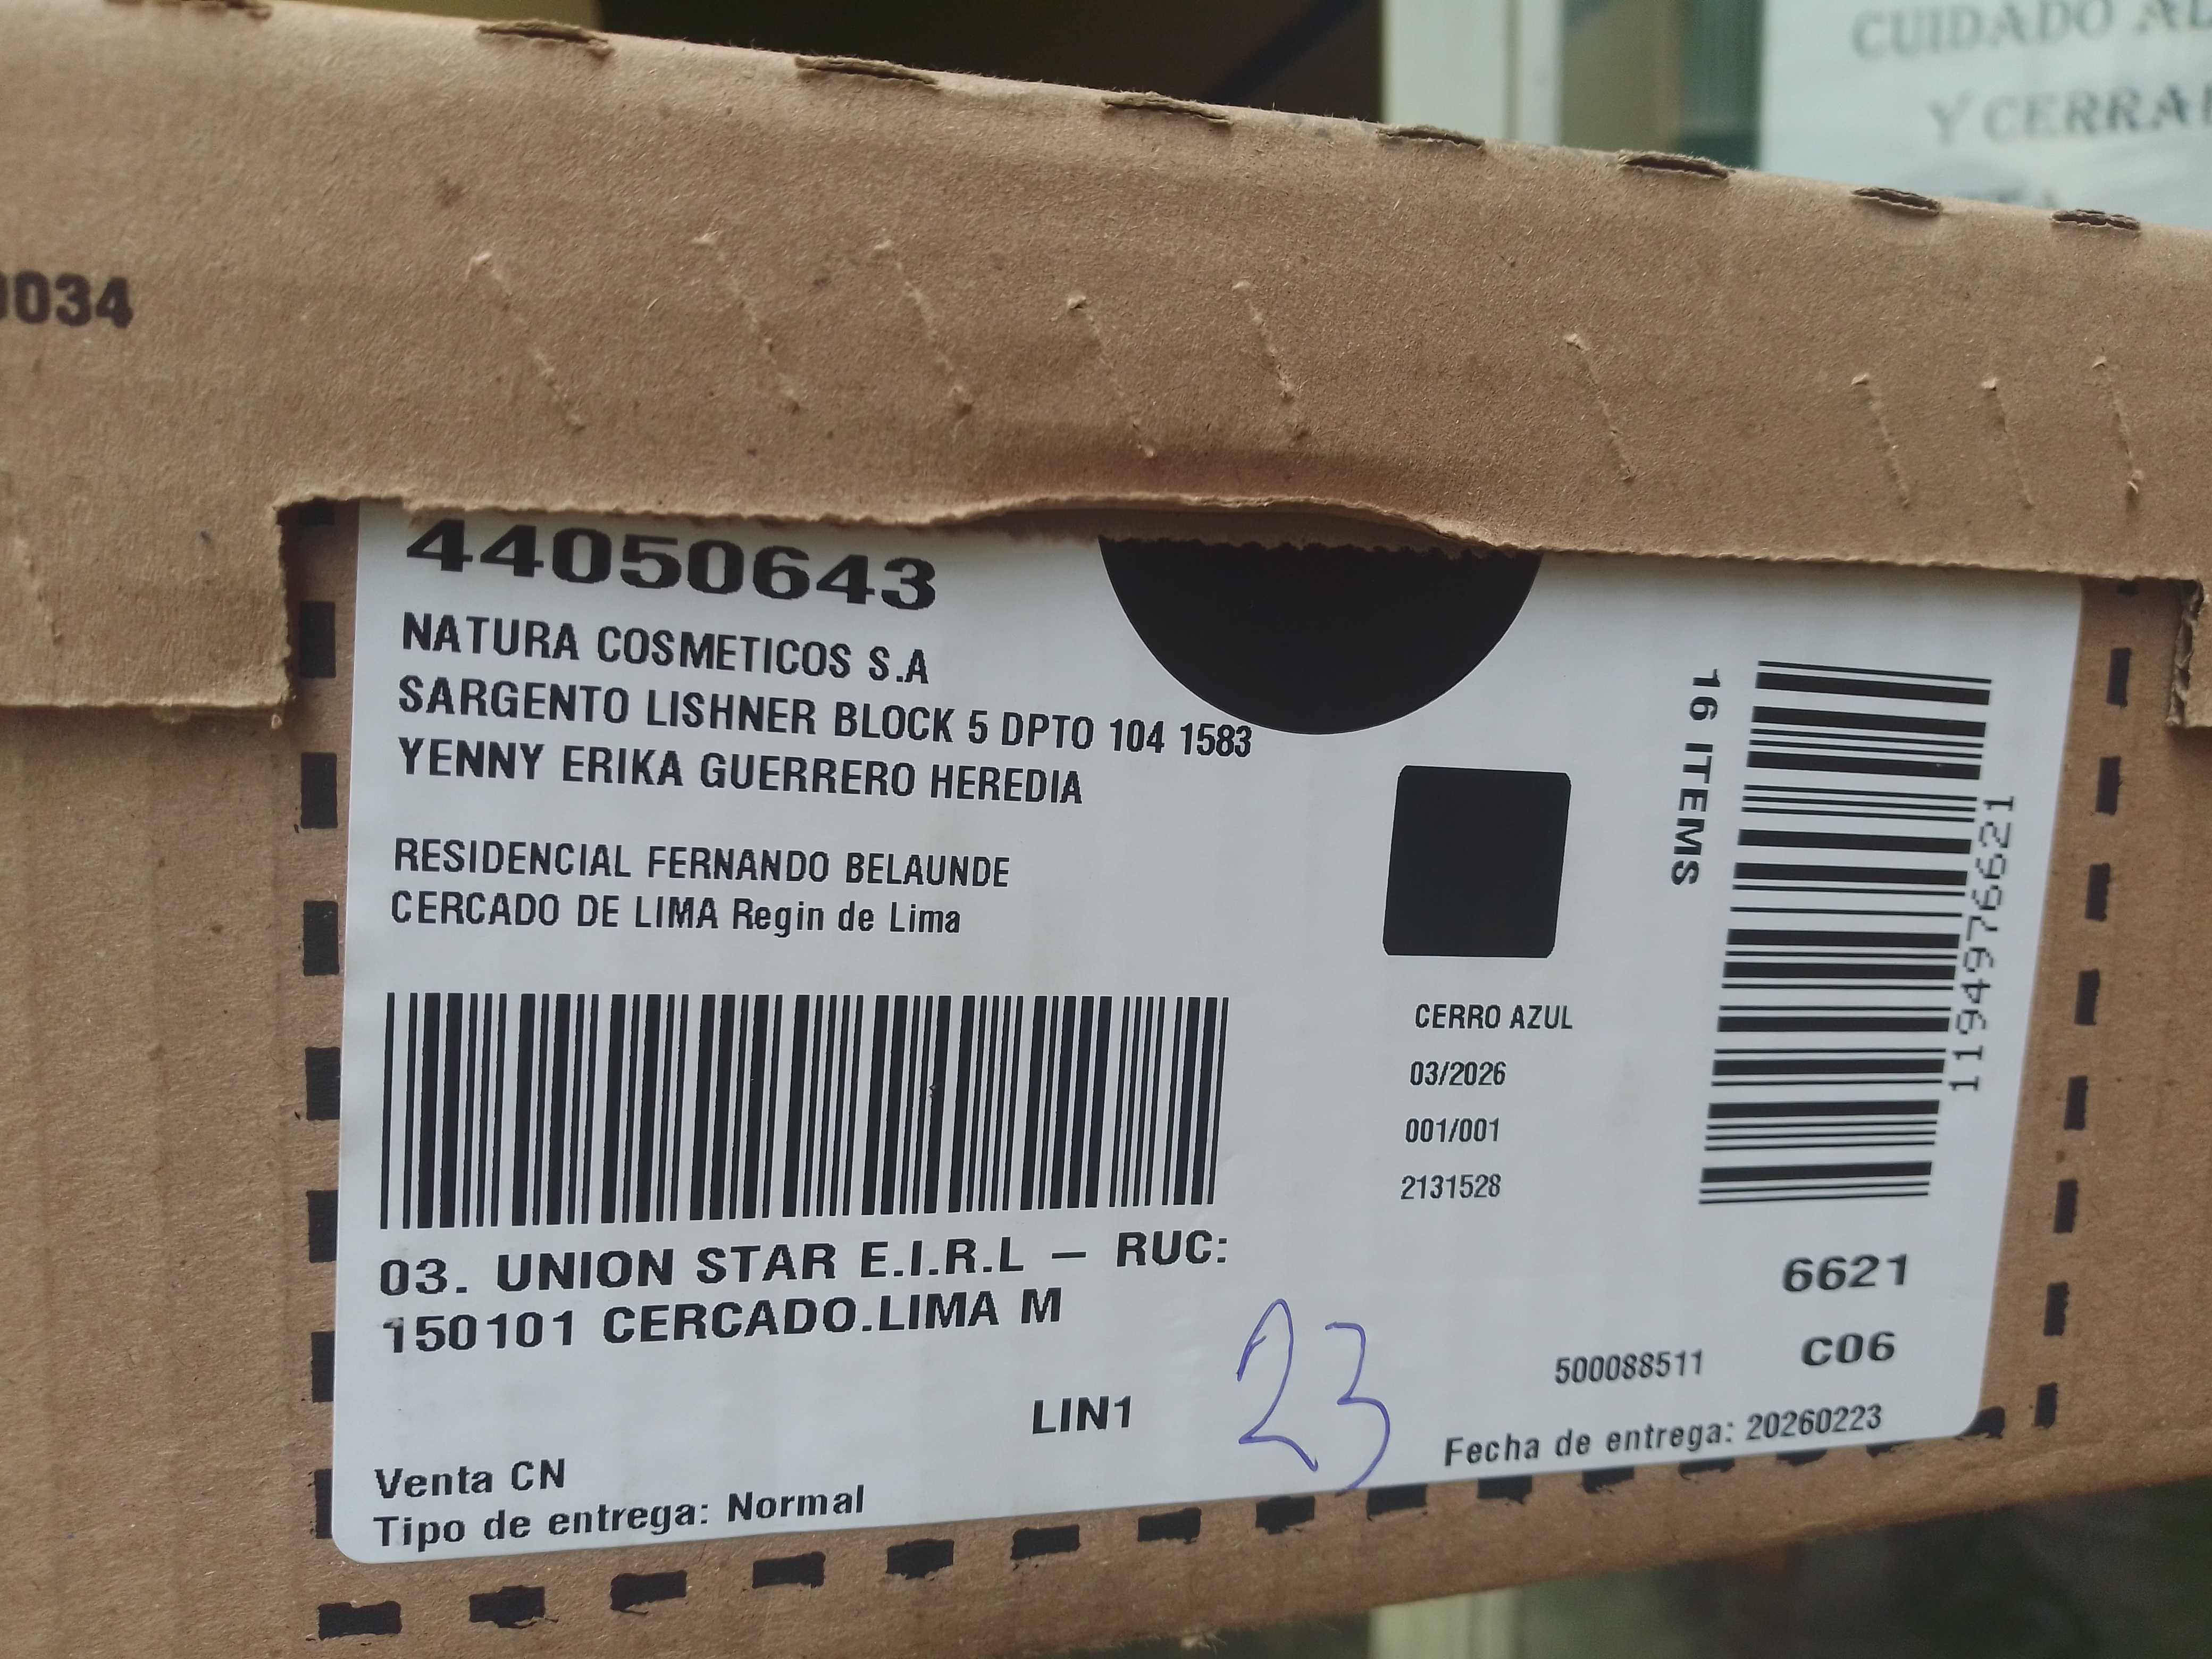 CUIDADO AL
Y CERRA
0034
44050643
NATURA COSMETICOS S.A
SARGENTO LISHNER BLOCK 5 DPTO 104 1583
YENNY ERIKA GUERRERO HEREDIA
RESIDENCIAL FERNANDO BELAUNDE
CERCADO DE LIMA Regin de Lima
16 ITEMS
1194976621
CERRO AZUL
03/2026
001/001
2131528
03. UNION STAR E.I.R.L – RUC:
150101 CERCADO.LIMA M
6621
C06
500088511
LIN1
23
Fecha de entrega: 20260223
Venta CN
Tipo de entrega: Normal